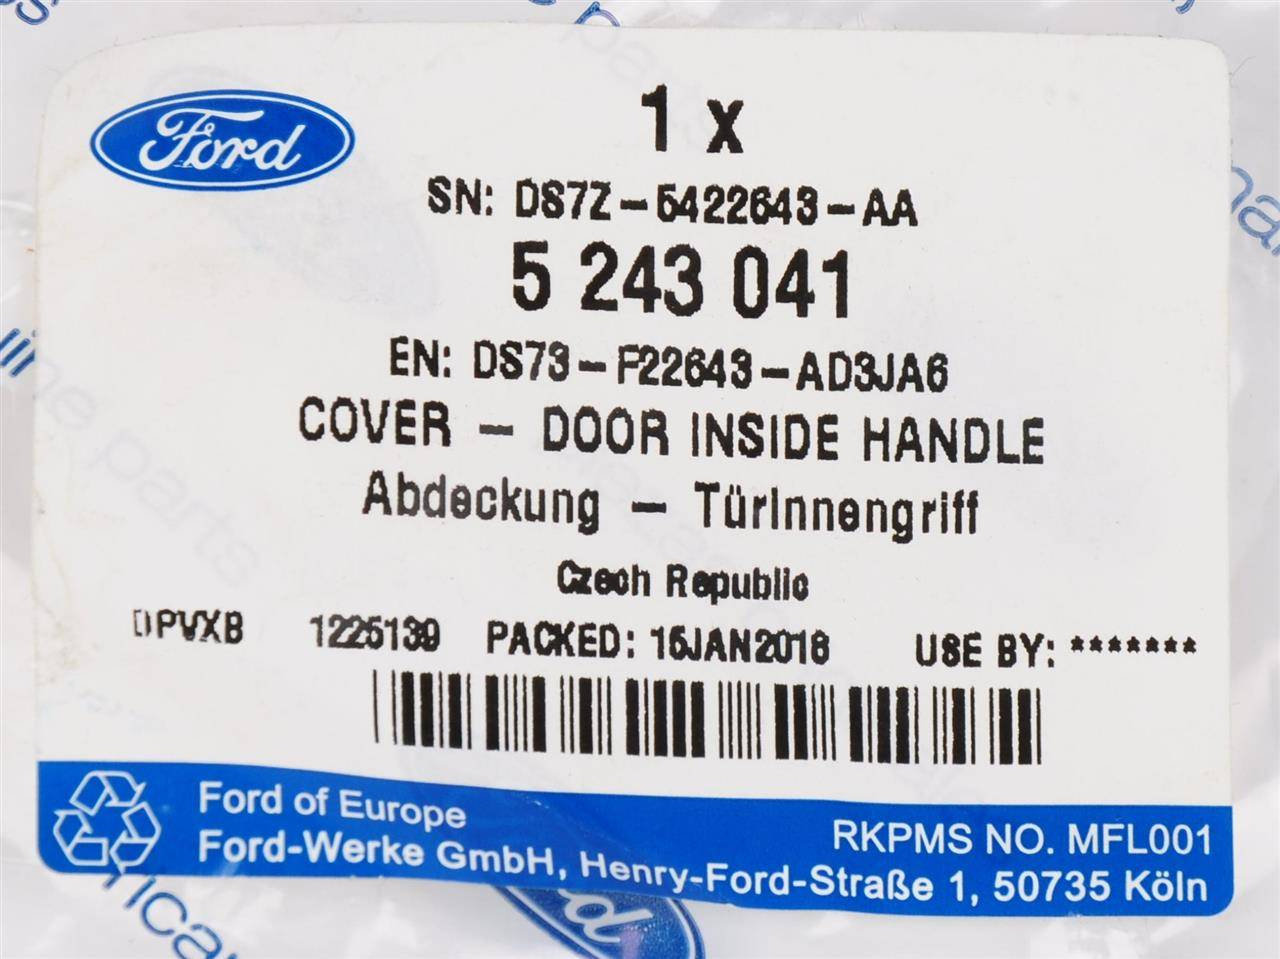 Ford
1 x
SN: DS7Z-5422643-AA
5 243 041
EN: DS73-F22643-AD3JA6
COVER - DOOR INSIDE HANDLE
Abdeckung - TürInnengriff
Czech Republic
DPVXB 1225139 PACKED: 15JAN2018 USE BY: *******
Ford of Europe
Ford-Werke GmbH, Henry-Ford-Straße 1, 50735 Köln
RKPMS NO. MFL001